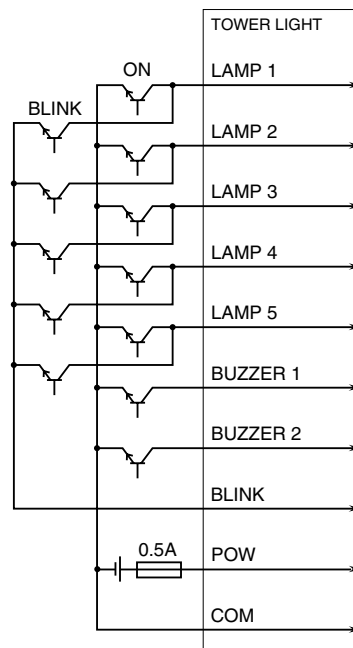 TOWER LIGHT
ON
LAMP 1
BLINK
LAMP 2
LAMP 3
LAMP 4
LAMP 5
BUZZER 1
BUZZER 2
BLINK
0.5A
POW
COM